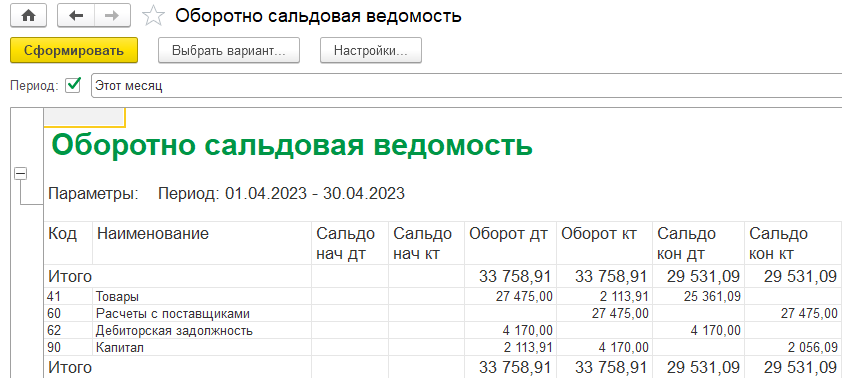 Оборотно сальдовая ведомость
Сформировать Выбрать вариант... Настройки...
Период: Этот месяц
Оборотно сальдовая ведомость
Параметры: Период: 01.04.2023 - 30.04.2023
Код Наименование Сальдо нач дт Сальдо нач кт Оборот дт Оборот кт Сальдо кон дт Сальдо кон кт
Итого 33 758,91 33 758,91 29 531,09 29 531,09
41 Товары 27 475,00 2 113,91 25 361,09
60 Расчеты с поставщиками 27 475,00 27 475,00
62 Дебиторская задолжность 4 170,00 4 170,00
90 Капитал 2 113,91 4 170,00 2 056,09
Итого 33 758,91 33 758,91 29 531,09 29 531,09